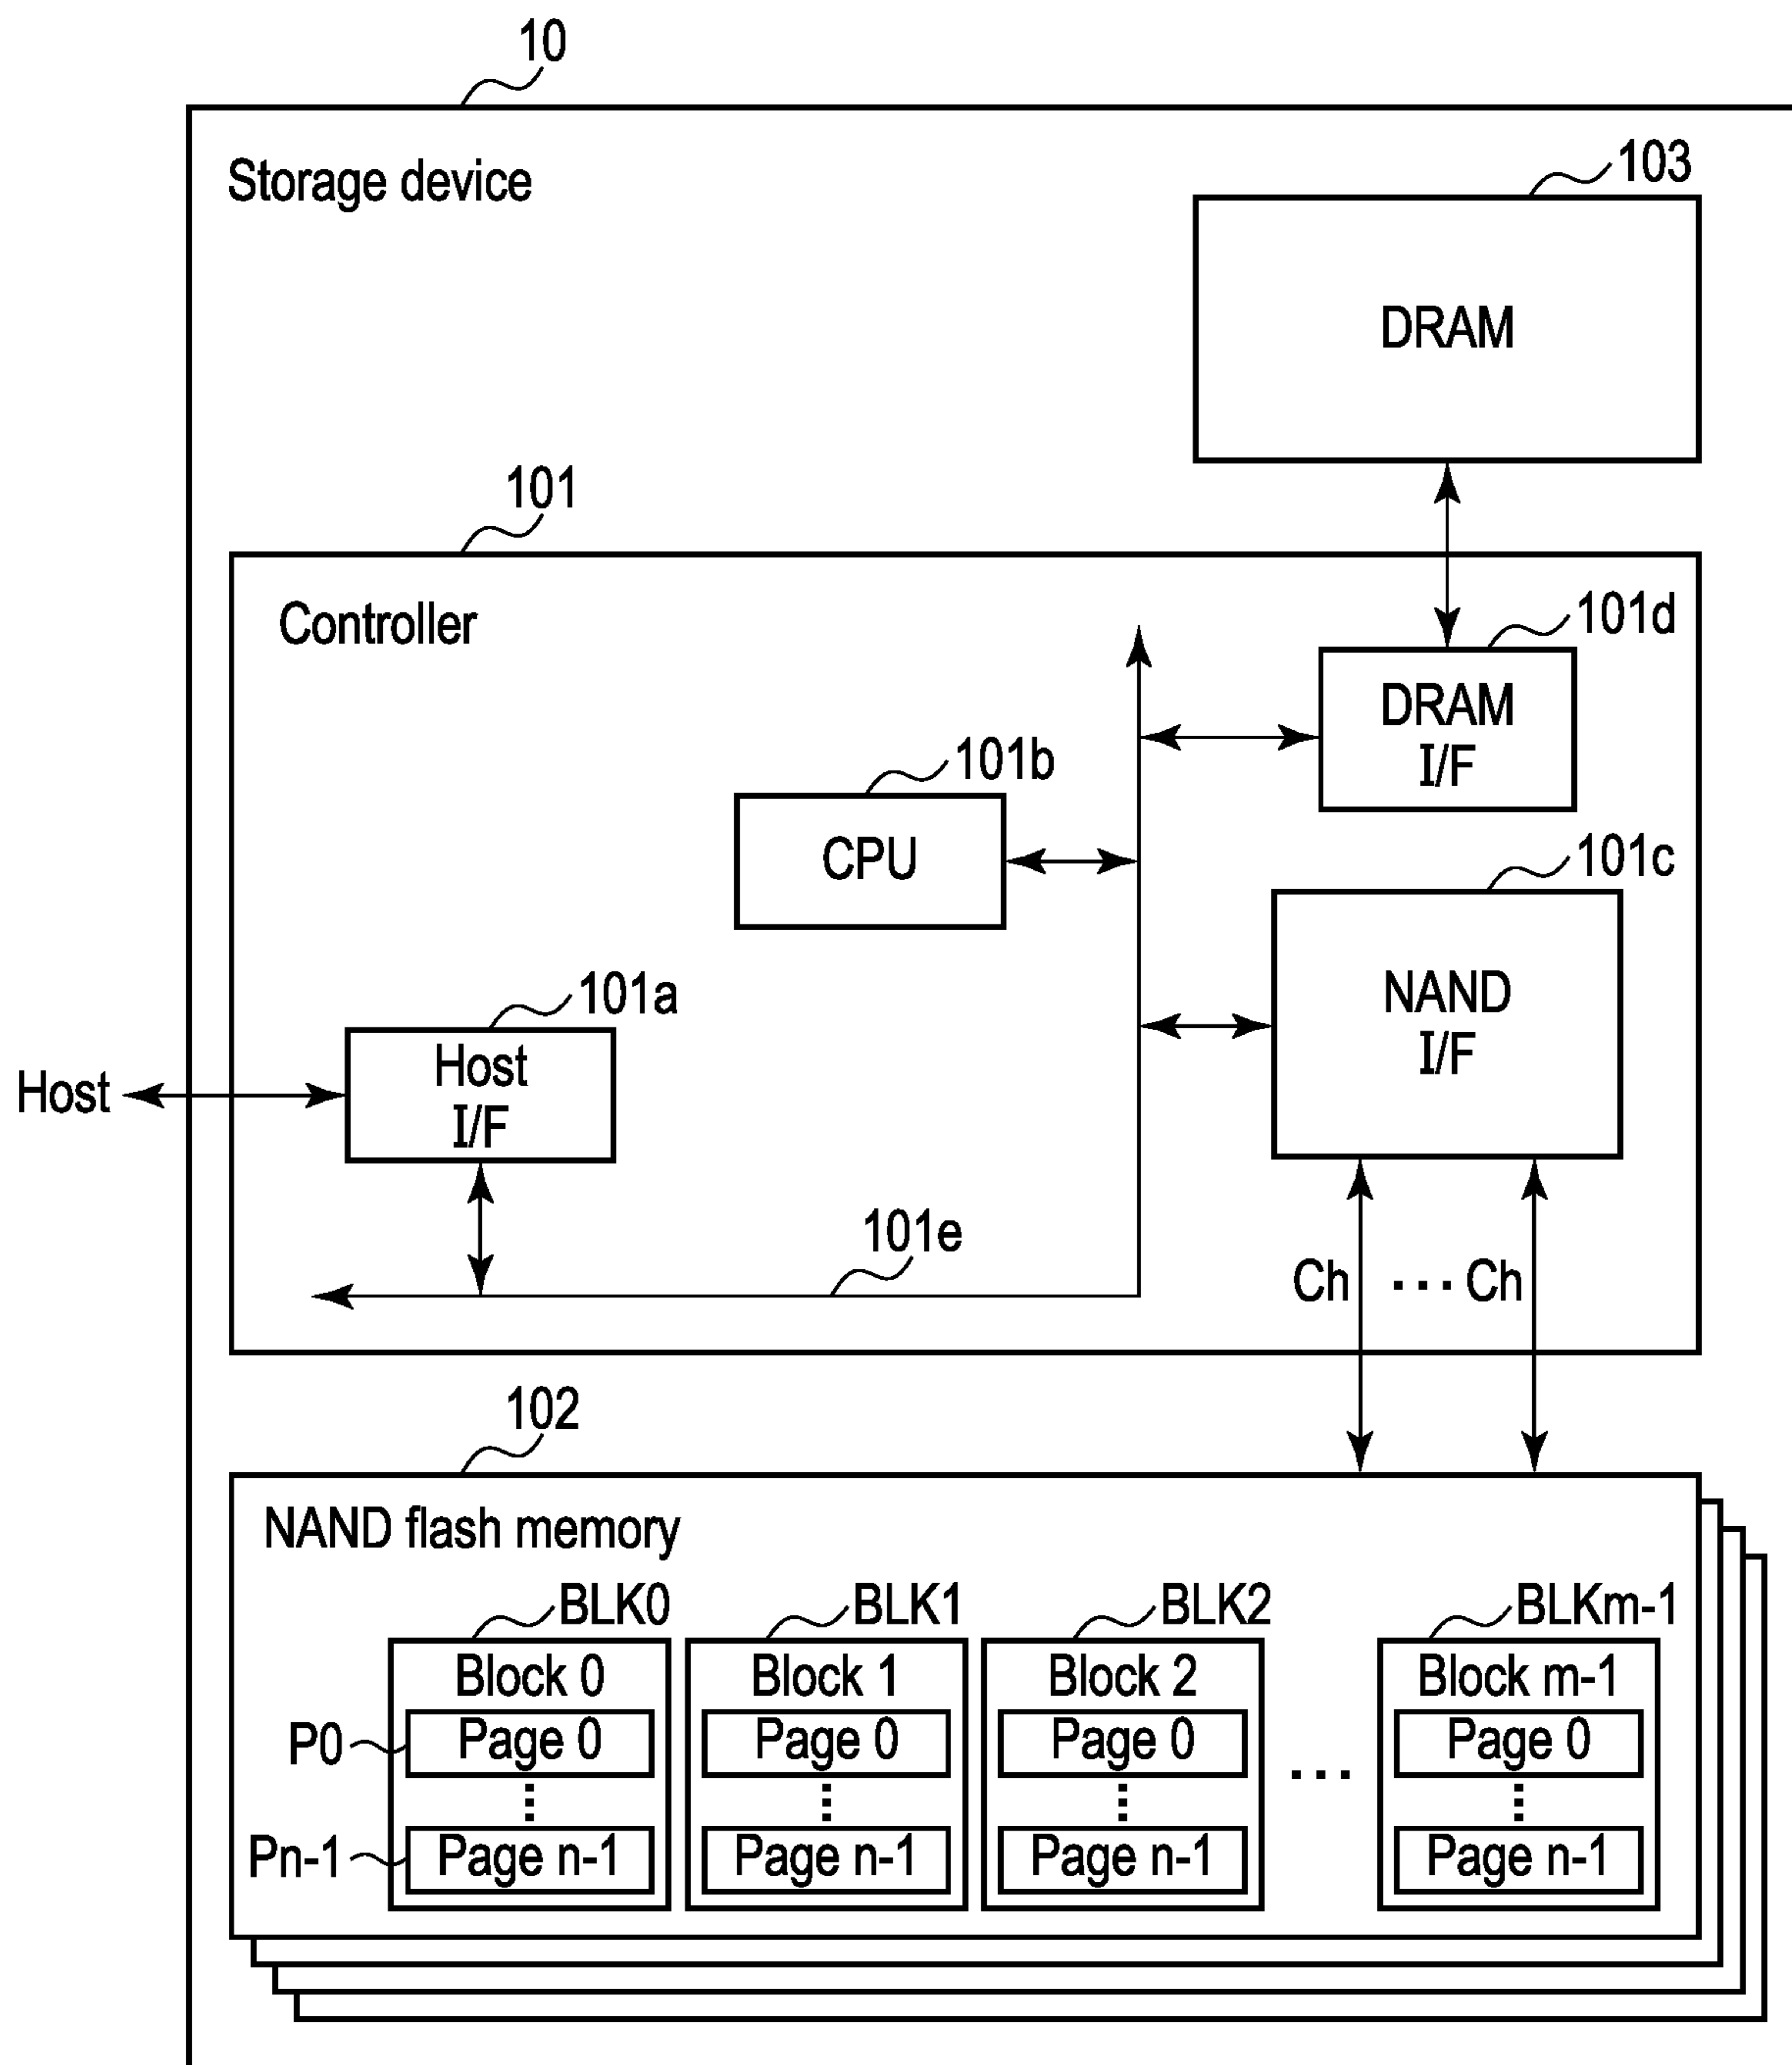 10
Storage device
103
DRAM
101
Controller
101d
DRAM
I/F
101b
CPU
101c
NAND
I/F
101a
Host
I/F
Host
101e
Ch ... Ch
102
NAND flash memory
BLK0 BLK1 BLK2 BLKm-1
Block 0 Block 1 Block 2 Block m-1
P0 Page 0 Page 0 Page 0 ... Page 0
Pn-1 Page n-1 Page n-1 Page n-1 Page n-1